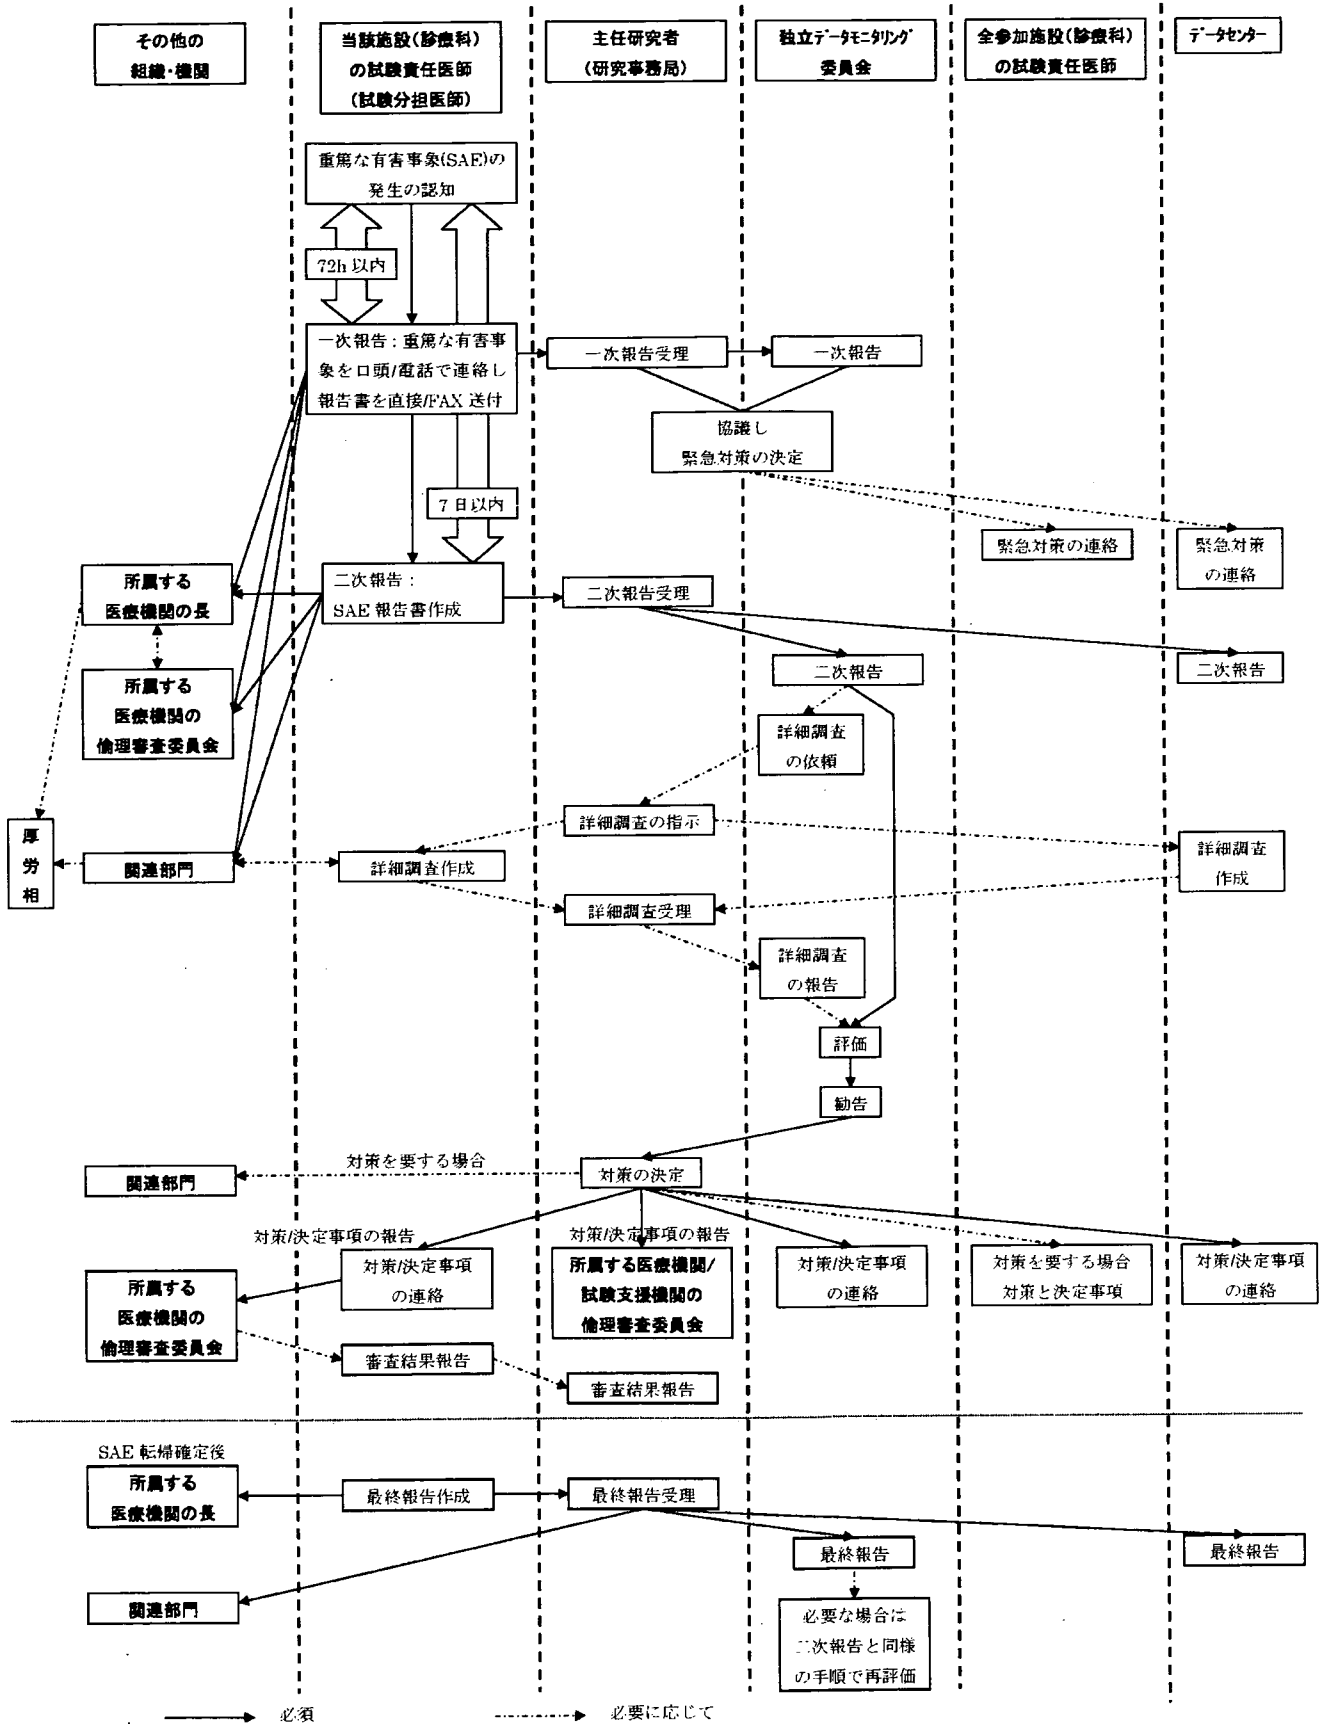 その他の
組織・機関
当該施設(診療科)
の試験責任医師
(試験分担医師)
主任研究者
(研究事務局)
独立データモニタリング
委員会
全参加施設(診療科)
の試験責任医師
データセンター
重篤な有害事象(SAE)の
発生の認知
72h 以内
一次報告：重篤な有害事
象を口頭/電話で連絡し
報告書を直接/FAX 送付
一次報告受理
一次報告
協議し
緊急対策の決定
7 日以内
緊急対策の連絡
緊急対策
の連絡
所属する
医療機関の長
二次報告：
SAE 報告書作成
二次報告受理
二次報告
二次報告
所属する
医療機関の
倫理審査委員会
詳細調査
の依頼
詳細調査の指示
厚
労
相
関連部門
詳細調査作成
詳細調査
作成
詳細調査受理
詳細調査
の報告
評価
勧告
対策を要する場合
関連部門
対策の決定
対策/決定事項の報告
対策/決定事項の報告
所属する
医療機関の
倫理審査委員会
対策/決定事項
の連絡
所属する医療機関/
試験支援機関の
倫理審査委員会
対策/決定事項
の連絡
対策を要する場合
対策と決定事項
対策/決定事項
の連絡
審査結果報告
審査結果報告
SAE 転帰確定後
所属する
医療機関の長
最終報告作成
最終報告受理
最終報告
最終報告
関連部門
必要な場合は
二次報告と同様
の手順で再評価
必須
必要に応じて